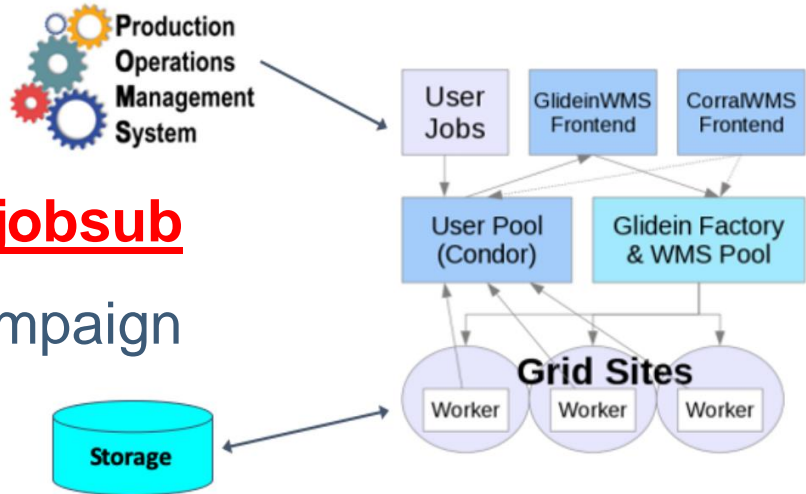 Production
Operations
Management
System
User
Jobs
GlideinWMS
Frontend
CorralWMS
Frontend
jobsub
User Pool
(Condor)
Glidein Factory
& WMS Pool
mpaign
Grid Sites
Worker
Worker
Worker
Storage